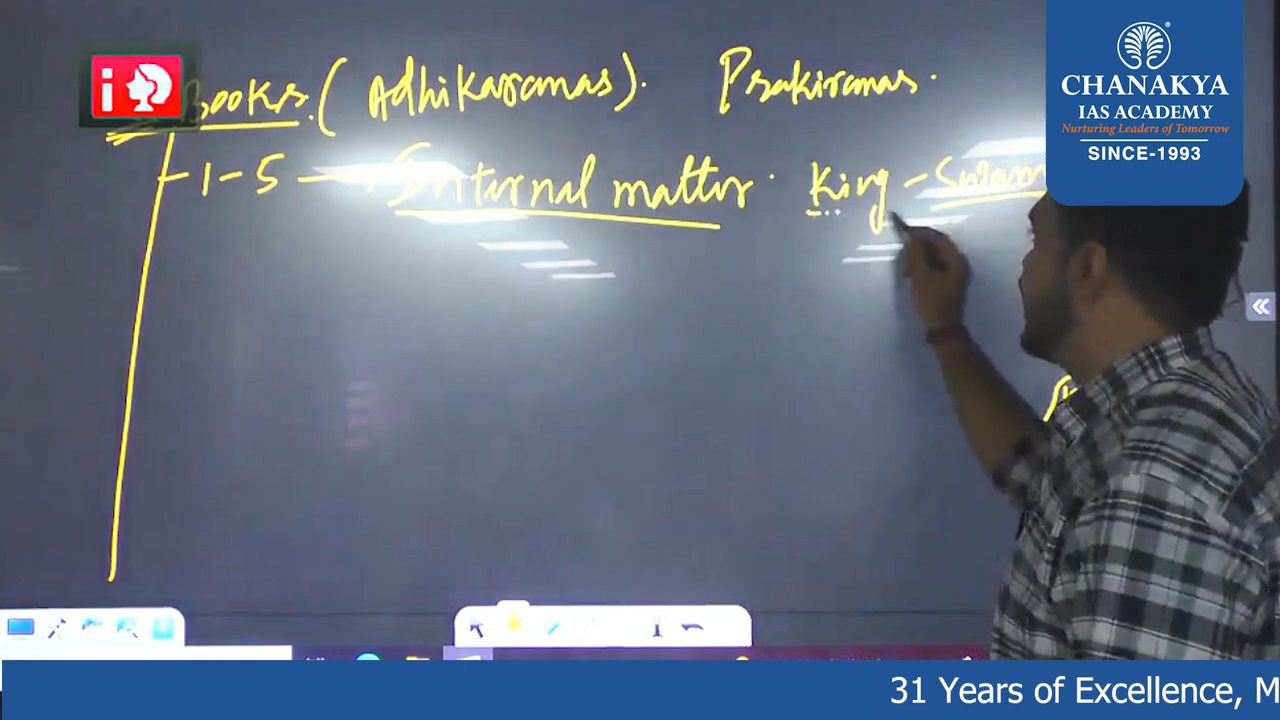 Books. (Adhikaranas). Prakiranas.
1-5 Internal matter. King -
i
CHANAKYA
IAS ACADEMY
Nurturing Leaders of Tomorrow
SINCE-1993
31 Years of Excellence, M